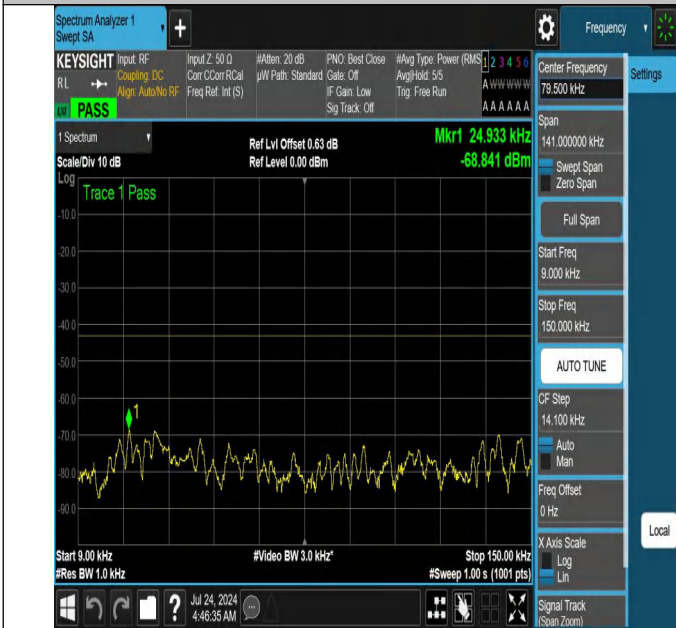 Spectrum Analyzer 1
Swept SA
+
Frequency
KEYSIGHT
RL
PASS
Input: RF
Coupling: DC
Align: Auto/No RF
Input Z: 50 Ω
Corr CCorr RCal
Freq Ref: Int (S)
#Atten: 20 dB
µW Path: Standard
PNO: Best Close
Gate: Off
IF Gain: Low
Sig Track: Off
#Avg Type: Power (RMS
Avg|Hold: 5/5
Trig: Free Run
1 2 3 4 5 6
A W W W W W
A A A A A A
1 Spectrum
Scale/Div 10 dB
Log
Ref Lvl Offset 0.63 dB
Ref Level 0.00 dBm
Mkr1 24.933 kHz
-68.841 dBm
Trace 1 Pass
-10.0
-20.0
-30.0
-40.0
-50.0
-60.0
-70.0
-80.0
-90.0
1
Start 9.00 kHz
#Res BW 1.0 kHz
#Video BW 3.0 kHz*
Stop 150.00 kHz
#Sweep 1.00 s (1001 pts)
?
Jul 24, 2024
4:46:35 AM
Center Frequency
79.500 kHz
Settings
Span
141.000000 kHz
Swept Span
Zero Span
Full Span
Start Freq
9.000 kHz
Stop Freq
150.000 kHz
AUTO TUNE
CF Step
14.100 kHz
Auto
Man
Freq Offset
0 Hz
X Axis Scale
Log
Lin
Local
Signal Track
(Span Zoom)